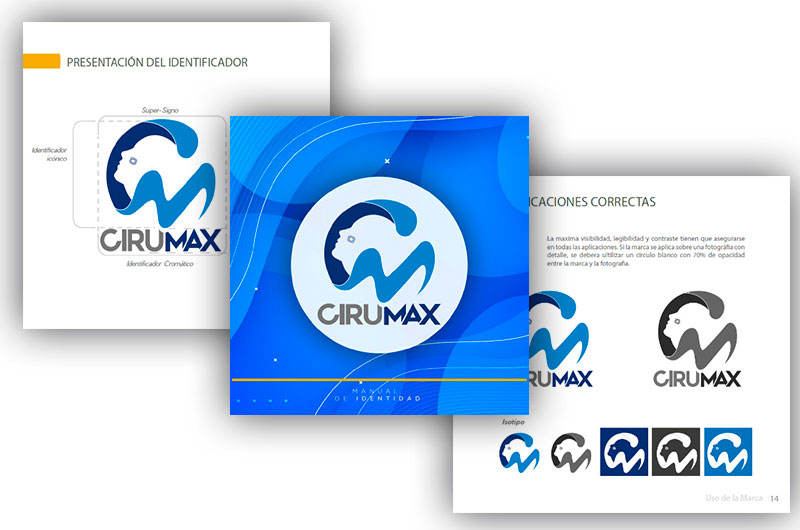 PRESENTACIÓN DEL IDENTIFICADOR
Super-Signo
Identificador
icónico
CIRUMAX
Identificador Cromático
CIRUMAX
MANUAL
DE IDENTIDAD
ICACIONES CORRECTAS
La maxima visibilidad, legibilidad y contraste tienen que asegurarse
en todas las aplicaciones. Si la marca se aplica sobre una fotografía con
detalle, se debera ultilizar un circulo blanco con 70% de opacidad
entre la marca y la fotografía.
RUMAX
CIRUMAX
Isotipo
Uso de la Marca 14